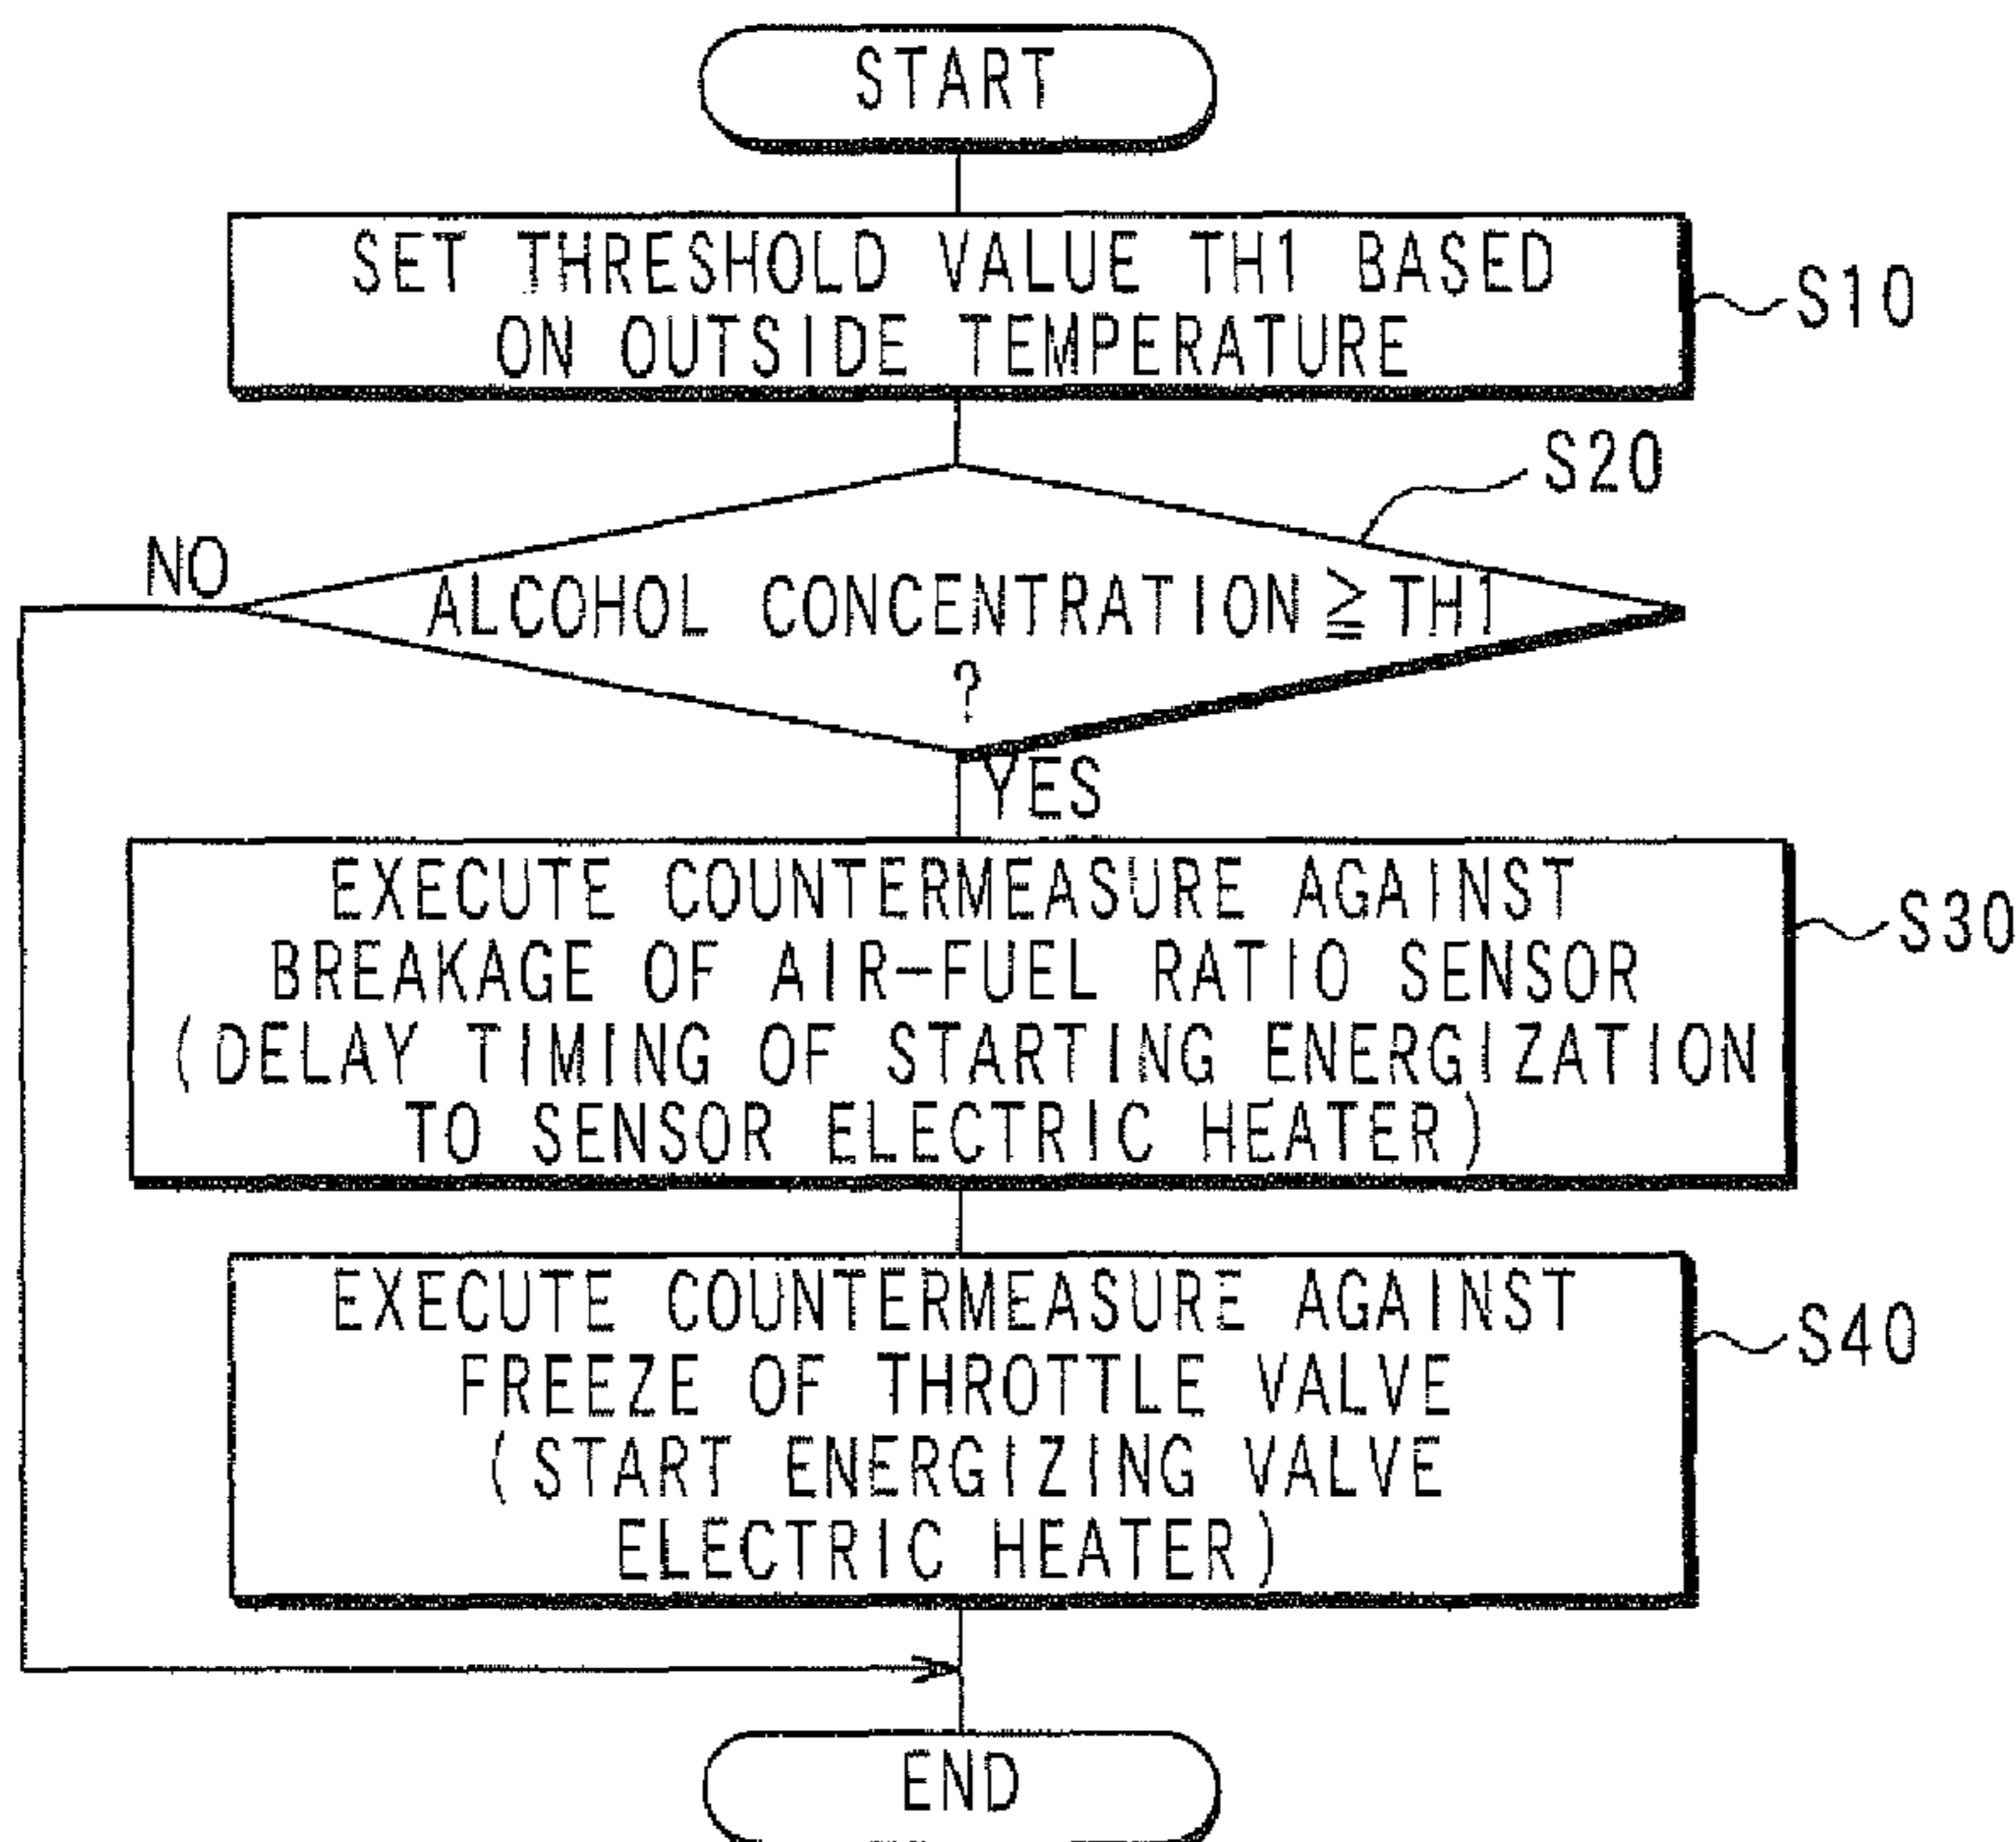 START
SET THRESHOLD VALUE TH1 BASED
ON OUTSIDE TEMPERATURE
S10
S20
NO
ALCOHOL CONCENTRATION≧TH1
?
YES
EXECUTE COUNTERMEASURE AGAINST
BREAKAGE OF AIR-FUEL RATIO SENSOR
(DELAY TIMING OF STARTING ENERGIZATION
TO SENSOR ELECTRIC HEATER)
S30
EXECUTE COUNTERMEASURE AGAINST
FREEZE OF THROTTLE VALVE
(START ENERGIZING VALVE
ELECTRIC HEATER)
S40
END